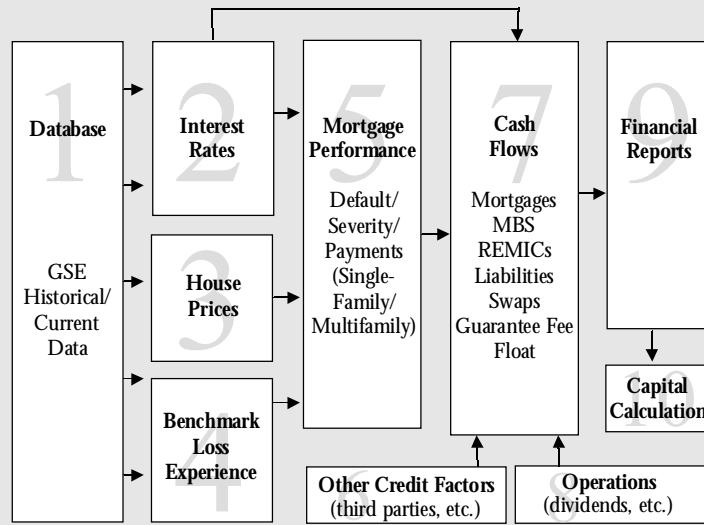 1
Database
GSE
Historical/
Current
Data
2
Interest
Rates
3
House
Prices
4
Benchmark
Loss
Experience
5
Mortgage
Performance
Default/
Severity/
Payments
(Single-
Family/
Multifamily)
6
Other Credit Factors
(third parties, etc.)
7
Cash
Flows
Mortgages
MBS
REMICs
Liabilities
Swaps
Guarantee Fee
Float
8
Operations
(dividends, etc.)
9
Financial
Reports
10
Capital
Calculation